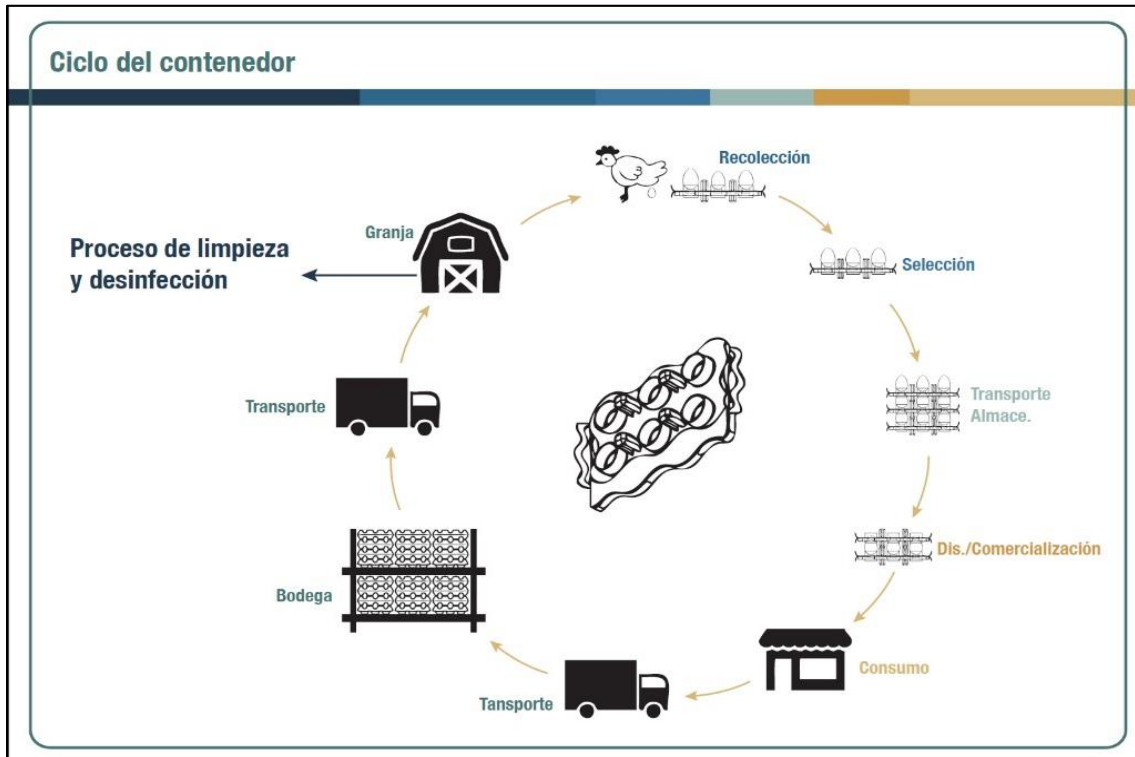 Ciclo del contenedor
Recolección
Granja
Proceso de limpieza
y desinfección
Selección
Transporte
Transporte
Almace.
Dis./Comercialización
Bodega
Consumo
Tansporte